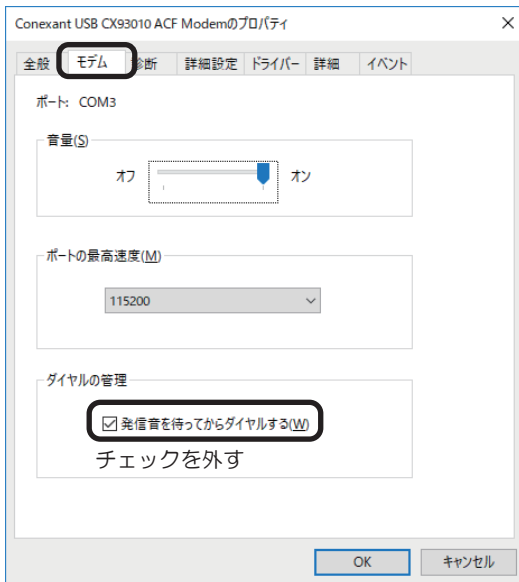 Conexant USB CX93010 ACF Modemのプロパティ
全般 モデム 診断 詳細設定 ドライバー 詳細 イベント
ポート: COM3
音量(S)
オフ オン
ポートの最高速度(M)
115200
ダイヤルの管理
発信音を待ってからダイヤルする(W)
チェックを外す
OK キャンセル